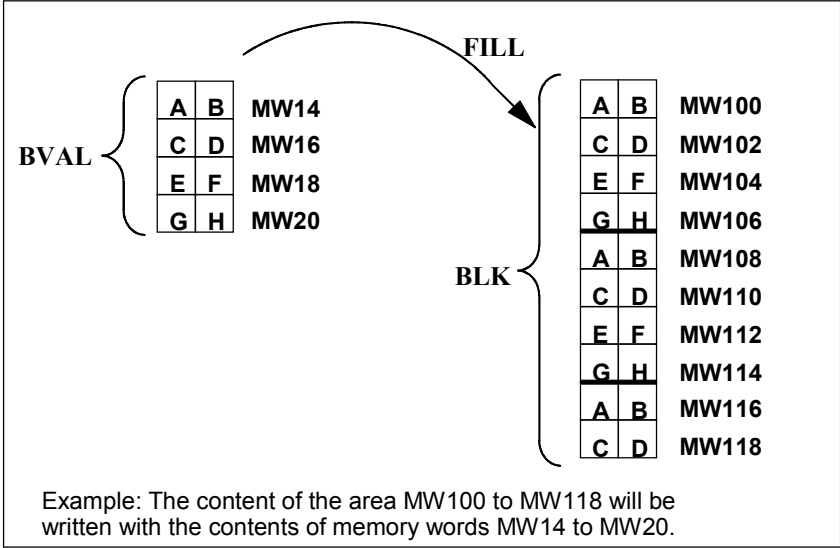 FILL
A B MW14
C D MW16
BVAL
E F MW18
G H MW20
A B MW100
C D MW102
E F MW104
G H MW106
A B MW108
BLK
C D MW110
E F MW112
G H MW114
A B MW116
C D MW118
Example: The content of the area MW100 to MW118 will be
written with the contents of memory words MW14 to MW20.